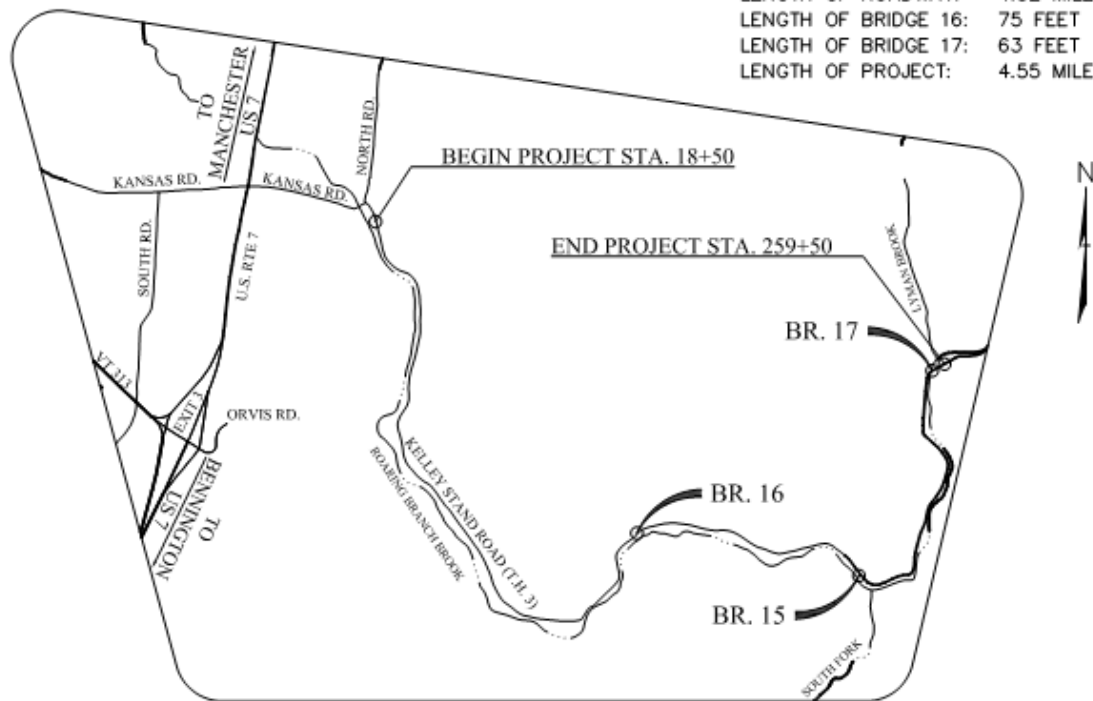 LENGTH OF BRIDGE 16: 75 FEET
LENGTH OF BRIDGE 17: 63 FEET
LENGTH OF PROJECT: 4.55 MILE
TO
MANCHESTER
US 7
NORTH RD.
BEGIN PROJECT STA. 18+50
KANSAS RD.
KANSAS RD.
N
SOUTH RD.
U.S. RTE 7
END PROJECT STA. 259+50
LYMAN BROOK
BR. 17
VT 313
EXIT 3
ORVIS RD.
TO
BENNINGTON
US 7
KELLEY STAND ROAD (T.H. 3)
ROARING BRANCH BROOK
BR. 16
BR. 15
SOUTH FORK